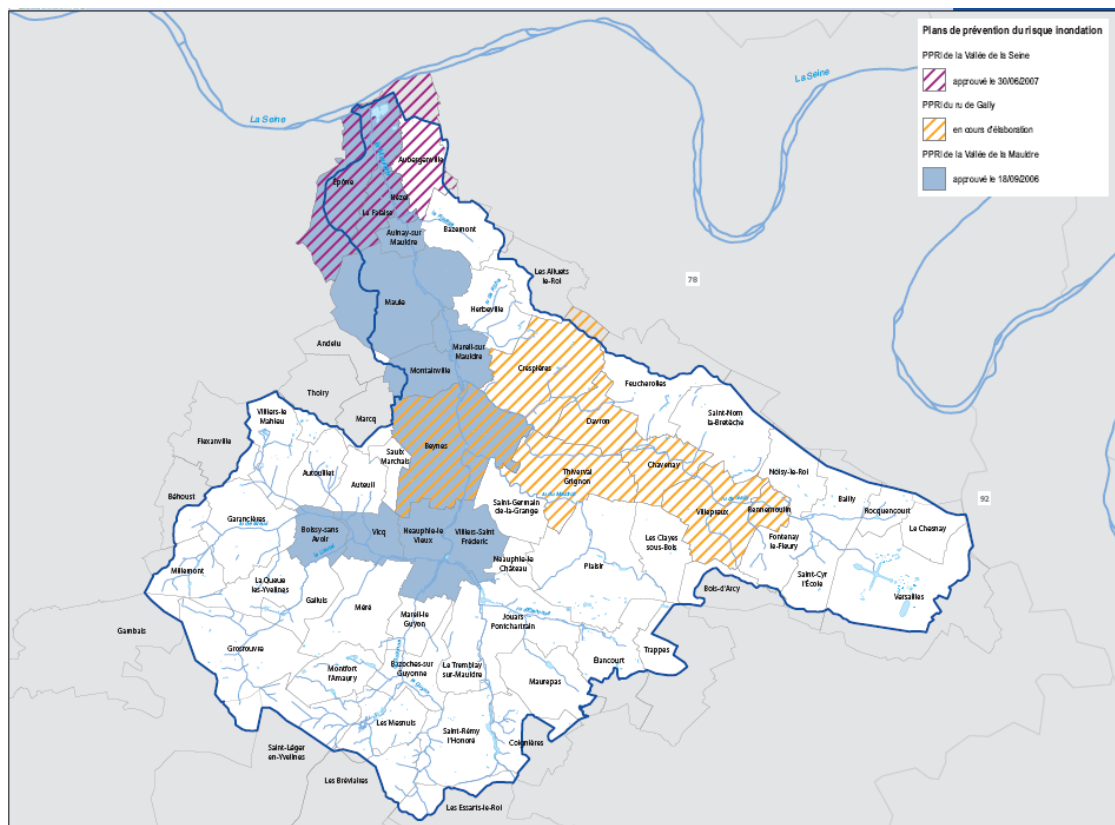 Plans de prévention du risque inondation
PPRI de la Vallée de la Seine
approuvé le 30/06/2007
PPRI du ru de Gally
en cours d'élaboration
PPRI de la Vallée de la Mauldre
approuvé le 18/09/2006
La Seine
La Seine
Aubergenville
Épône
Nézel
La Falaise
Aulnay-sur
Mauldre
Bazemont
Les Alluets
le-Roi
78
Herbeville
Maule
Andelu
Mareil-sur
Mauldre
Montainville
Crespières
Feucherolles
Thoiry
Marcq
Villiers-le
Mahieu
Flexanville
Saulx
Marchais
Beynes
Davron
Saint-Nom
la-Bretèche
Autouillet
Auteuil
Thiverval
Grignon
Chavenay
Noisy-le-Roi
Béhoust
Garancières
Saint-Germain
de-la-Grange
Villepreux
Rennemoulin
Bailly
Rocquencourt
92
Le Chesnay
Boissy-sans
Avoir
Vicq
Neauphle-le
Vieux
Villiers-Saint
Fréderic
Les Clayes
sous-Bois
Fontenay
le-Fleury
Neauphle-le
Château
Plaisir
Millemont
La Queue
les-Yvelines
Galluis
Méré
Mareil-le
Guyon
Jouars
Pontchartrain
Bois-d'Arcy
Saint-Cyr
l'École
Versailles
Gambais
Grosrouvre
Montfort
l'Amaury
Bazoches-sur
Guyonne
Le Tremblay
sur-Mauldre
Maurepas
Élancourt
Trappes
Les Mesnuls
Saint-Rémy
l'Honoré
Coignières
Saint-Léger
en-Yvelines
Les Bréviaires
Les Essarts-le-Roi